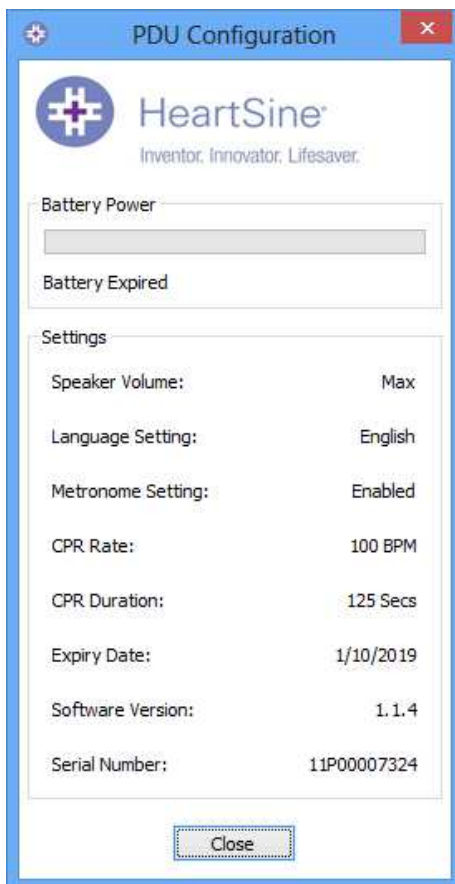 PDU Configuration
HeartSine
Inventor. Innovator. Lifesaver.
Battery Power
Battery Expired
Settings
Speaker Volume: Max
Language Setting: English
Metronome Setting: Enabled
CPR Rate: 100 BPM
CPR Duration: 125 Secs
Expiry Date: 1/10/2019
Software Version: 1.1.4
Serial Number: 11P00007324
Close